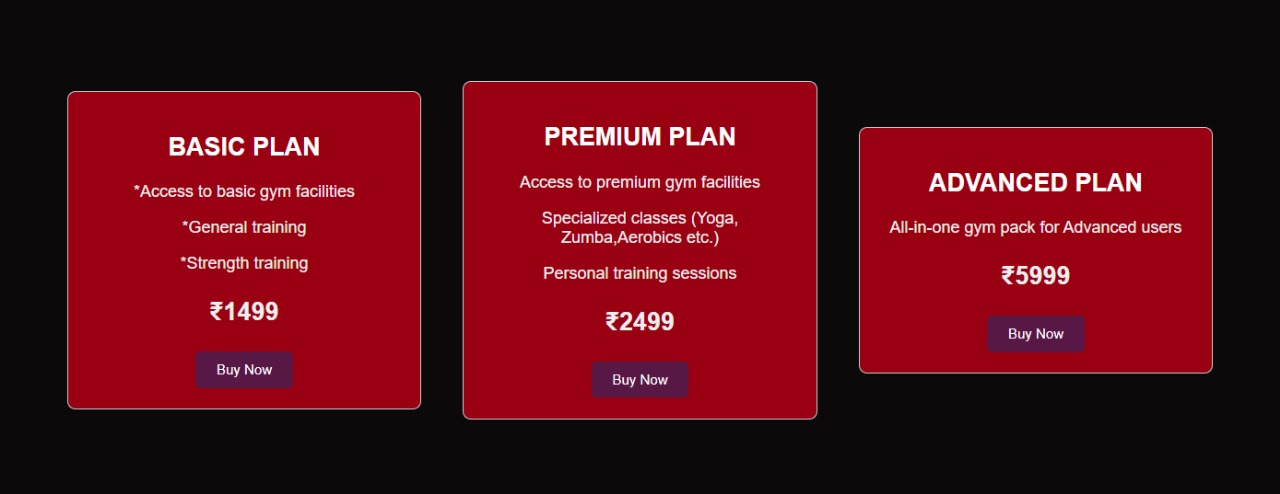 BASIC PLAN
*Access to basic gym facilities
*General training
*Strength training
₹1499
Buy Now
PREMIUM PLAN
Access to premium gym facilities
Specialized classes (Yoga,
Zumba,Aerobics etc.)
Personal training sessions
₹2499
Buy Now
ADVANCED PLAN
All-in-one gym pack for Advanced users
₹5999
Buy Now